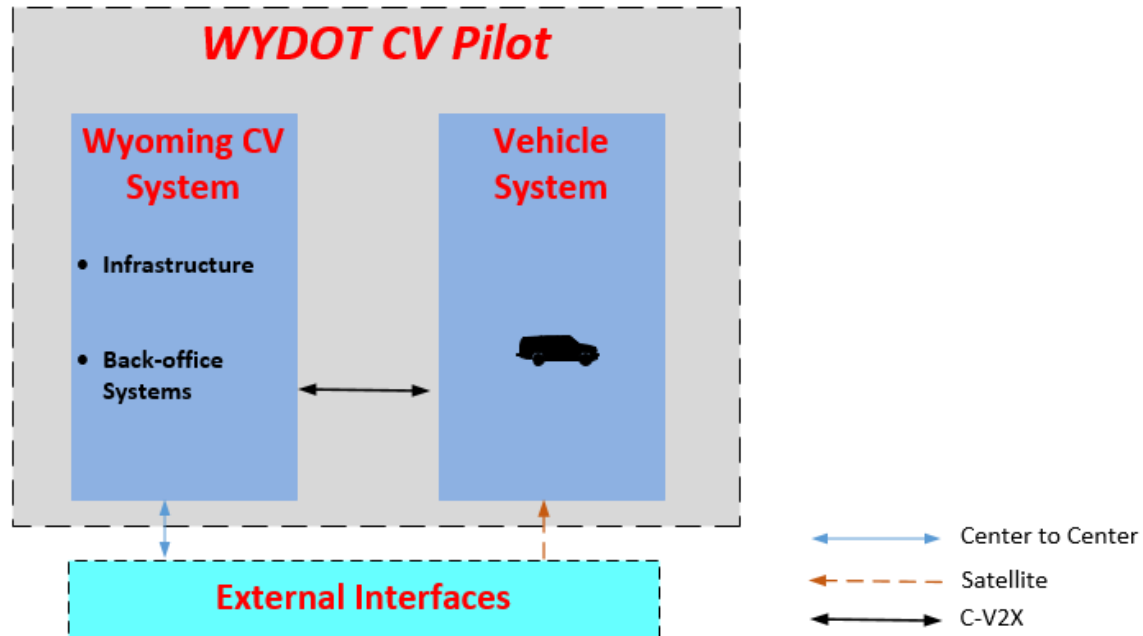 WYDOT CV Pilot
Wyoming CV
System
• Infrastructure
• Back-office
Systems
Vehicle
System
External Interfaces
Center to Center
Satellite
C-V2X